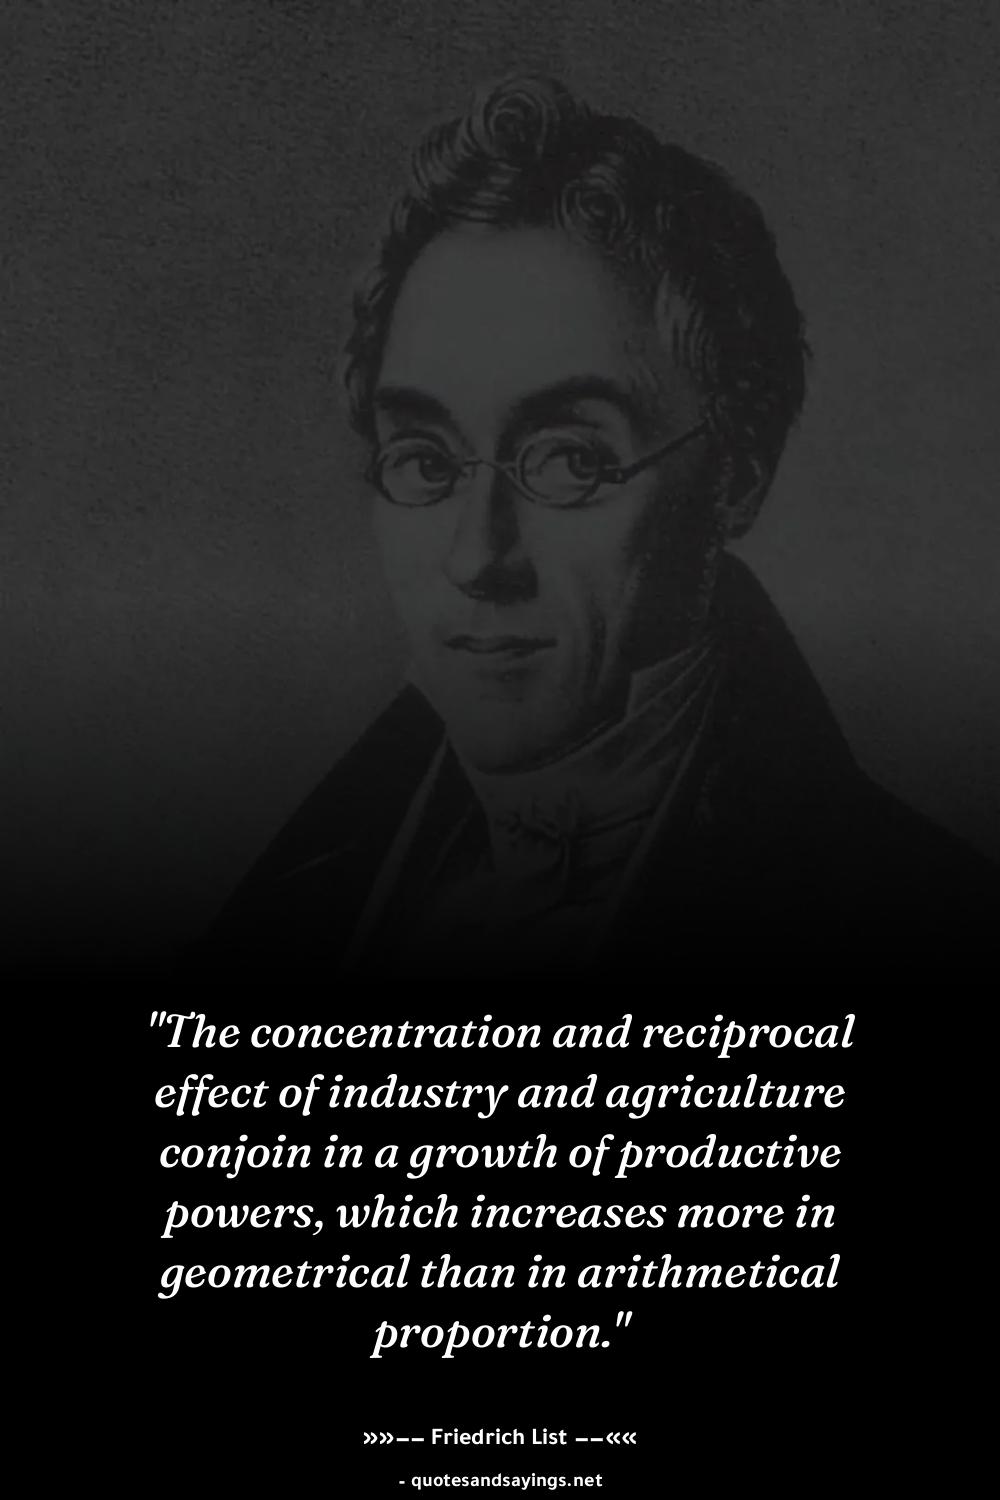 "The concentration and reciprocal
effect of industry and agriculture
conjoin in a growth of productive
powers, which increases more in
geometrical than in arithmetical
proportion."
»»−− Friedrich List −−««
- quotesandsayings.net